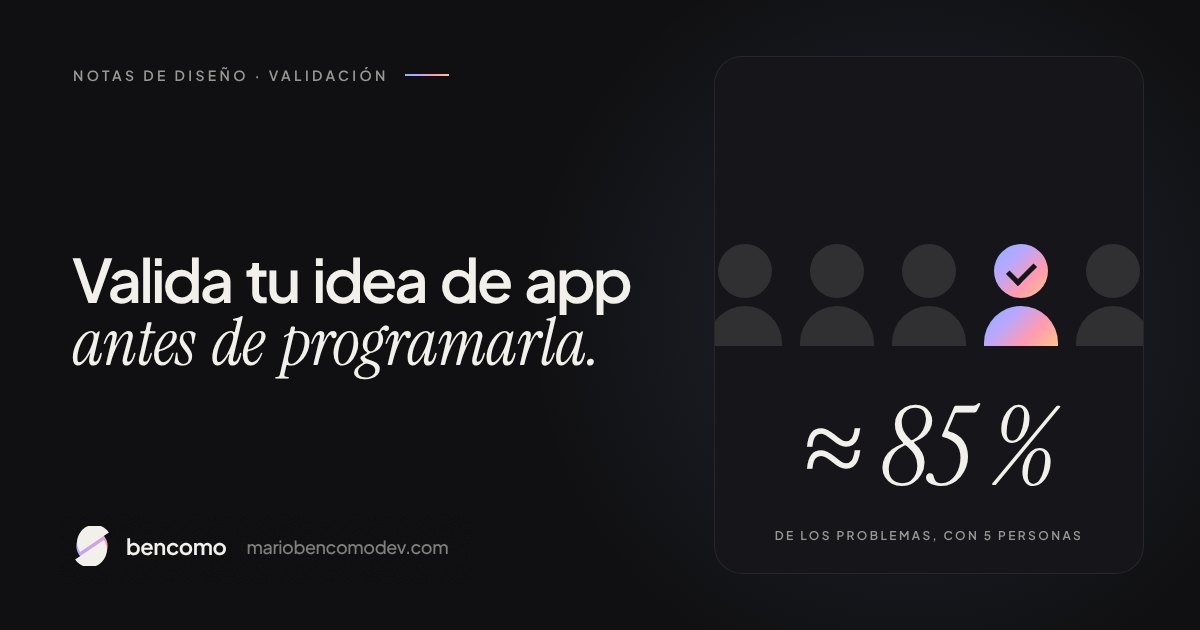 NOTAS DE DISEÑO · VALIDACIÓN
Valida tu idea de app
antes de programarla.
≈ 85 %
DE LOS PROBLEMAS, CON 5 PERSONAS
bencomo mariobencomodev.com